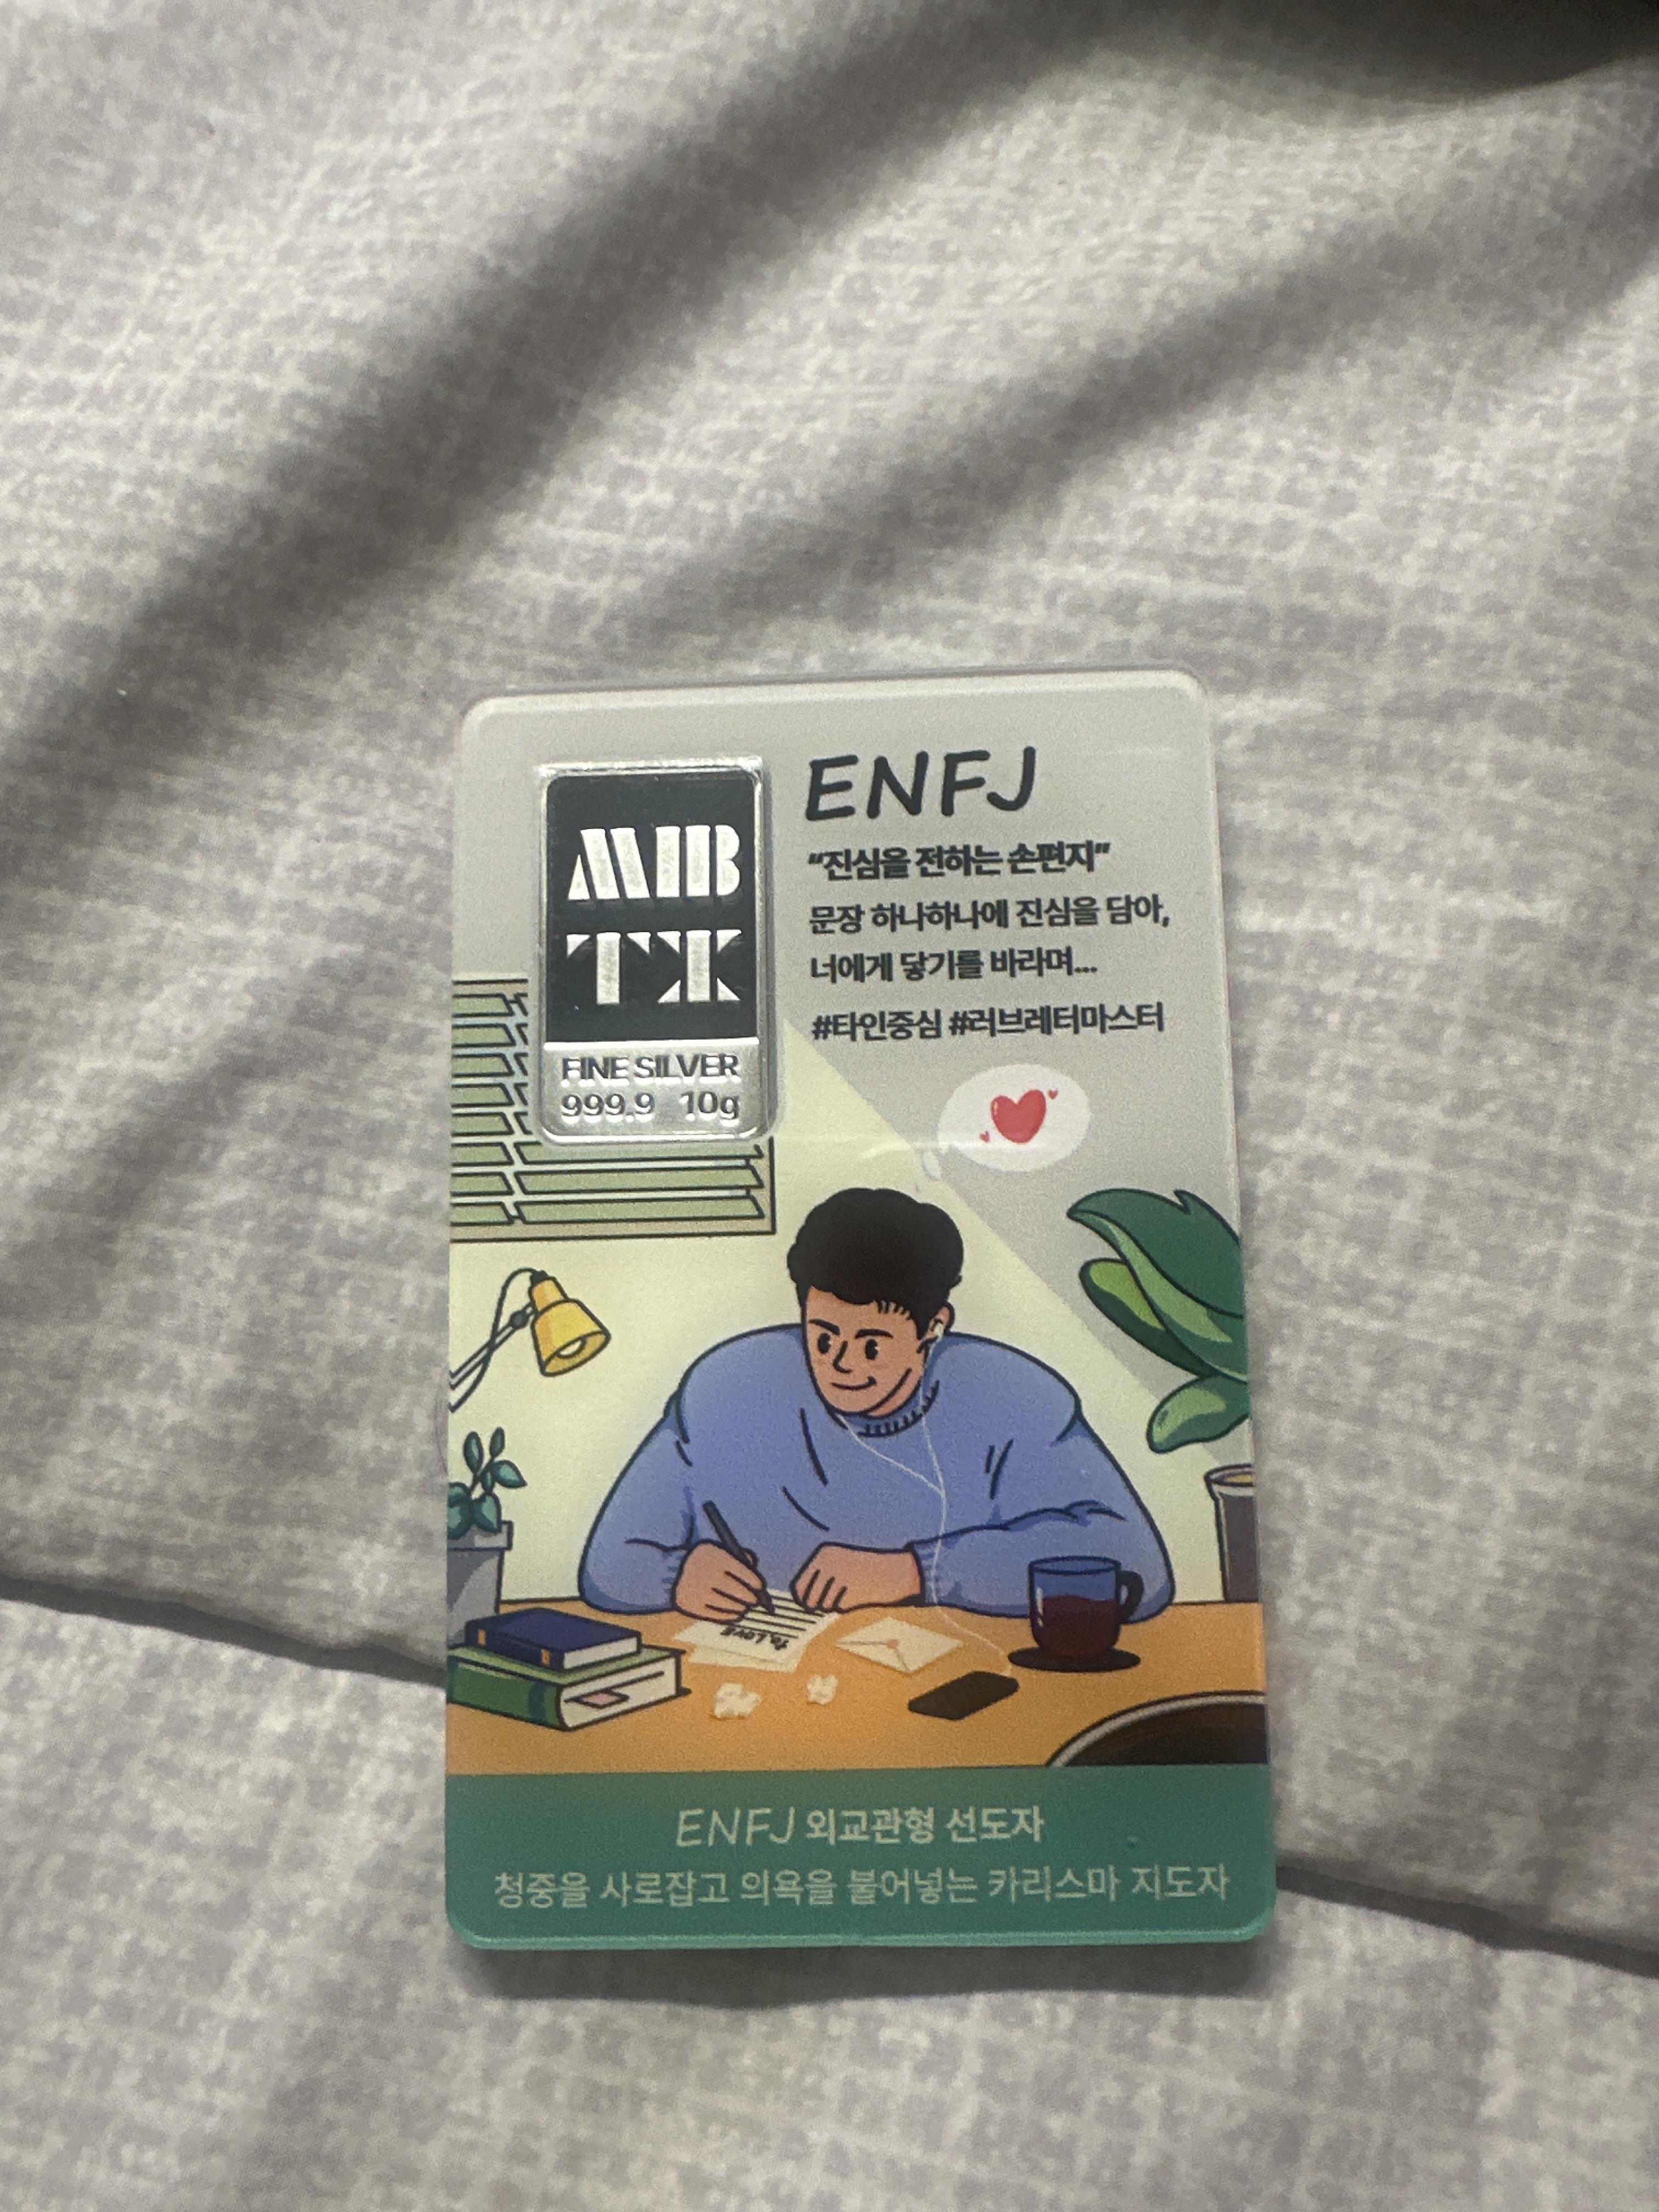 MB
TI
FINE SILVER
999.9 10g
ENFJ
“진심을 전하는 손편지”
문장 하나하나에 진심을 담아,
너에게 닿기를 바라며...
#타인중심 #러브레터마스터
To. LOVE
ENFJ 외교관형 선도자
청중을 사로잡고 의욕을 불어넣는 카리스마 지도자